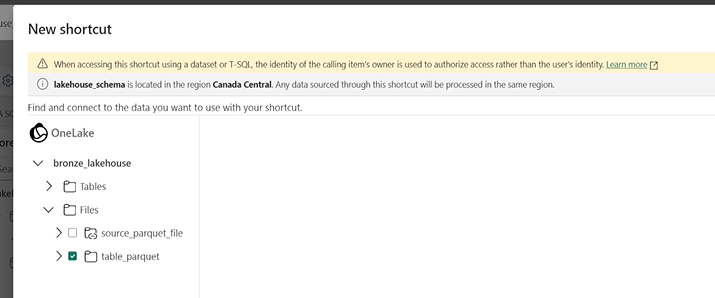 New shortcut
When accessing this shortcut using a dataset or T-SQL, the identity of the calling item's owner is used to authorize access rather than the user's identity. Learn more
lakehouse_schema is located in the region Canada Central. Any data sourced through this shortcut will be processed in the same region.
Find and connect to the data you want to use with your shortcut.
OneLake
bronze_lakehouse
Tables
Files
source_parquet_file
table_parquet